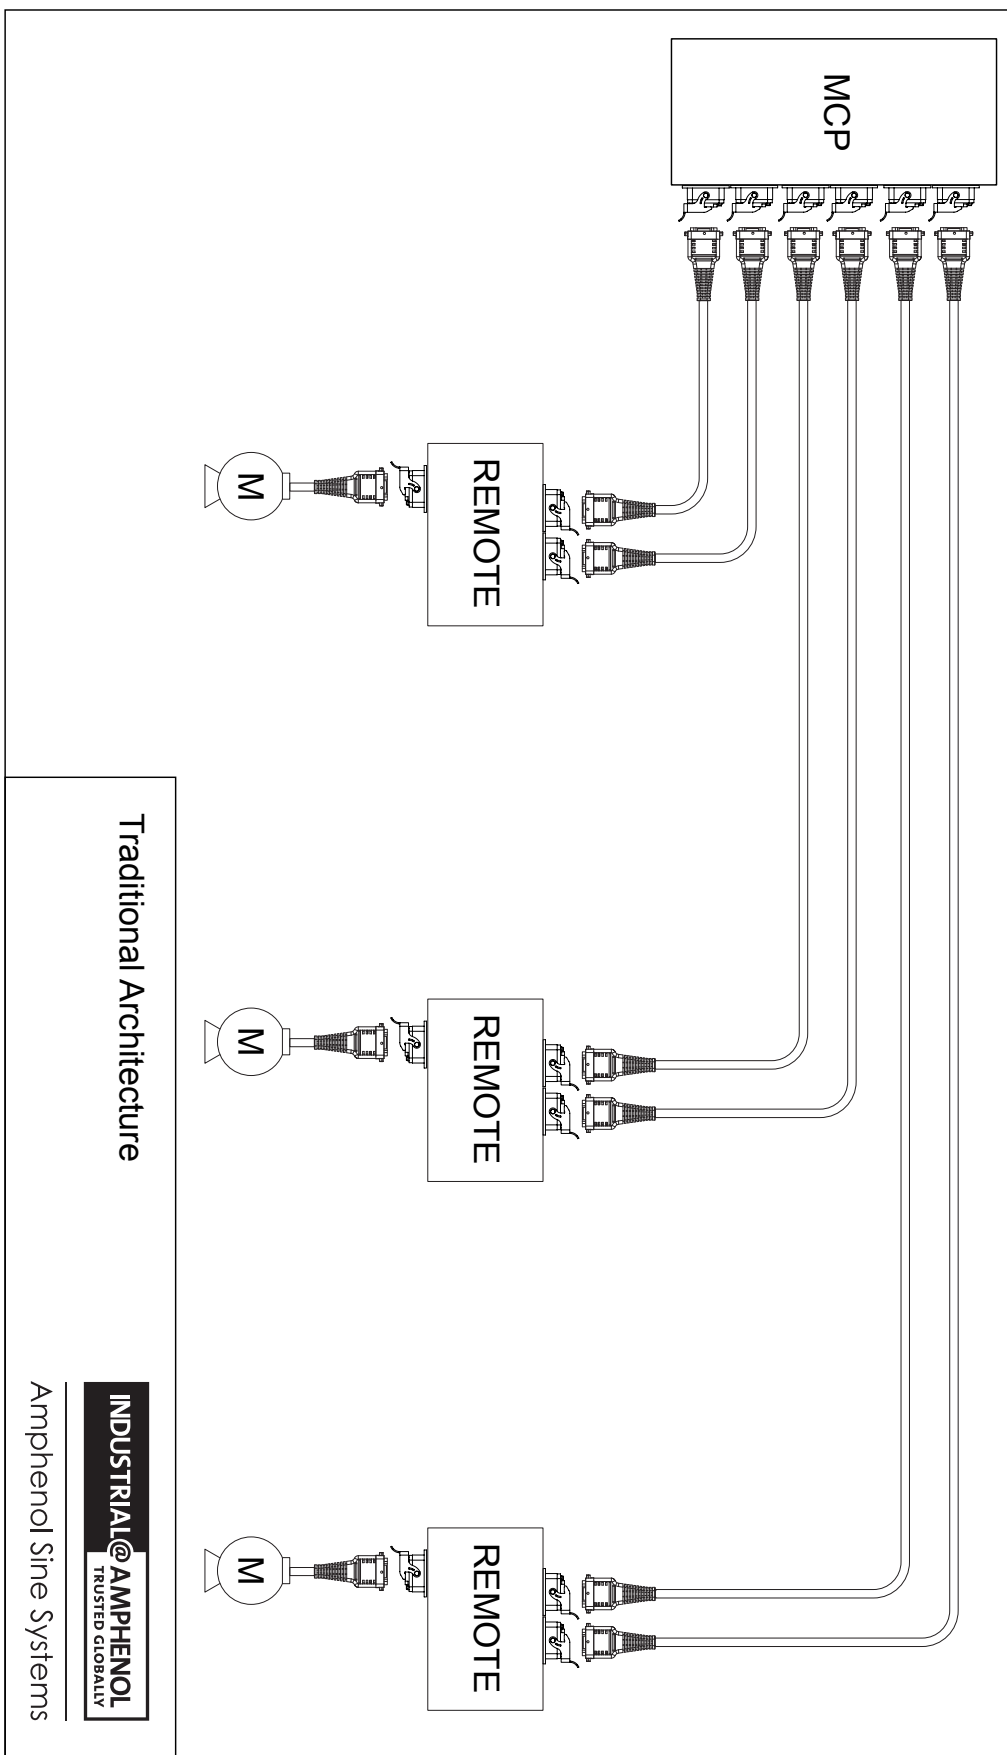 MCP
REMOTE
REMOTE
REMOTE
M
M
M
Traditional Architecture
INDUSTRIAL@AMPHENOL
TRUSTED GLOBALLY
Amphenol Sine Systems